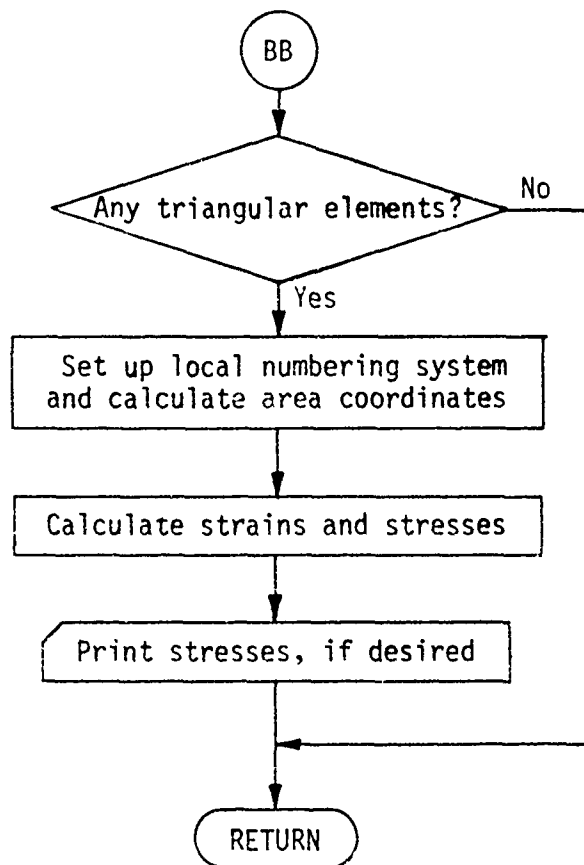 BB
Any triangular elements?
No
Yes
Set up local numbering system
and calculate area coordinates
Calculate strains and stresses
Print stresses, if desired
RETURN